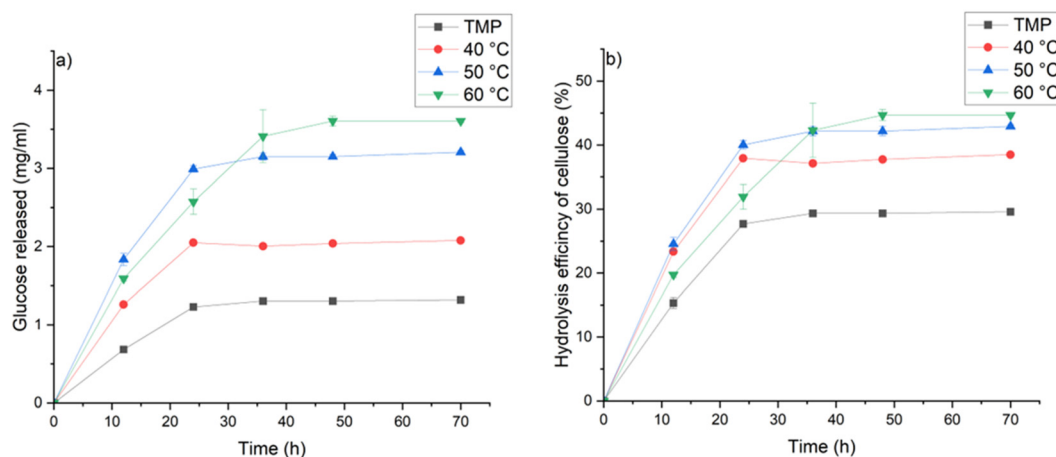 a)
TMP
40 °C
50 °C
60 °C
Glucose released (mg/ml)
4
3
2
1
0
0 10 20 30 40 50 60 70
Time (h)
b)
TMP
40 °C
50 °C
60 °C
Hydrolysis efficincy of cellulose (%)
50
40
30
20
10
0
0 10 20 30 40 50 60 70
Time (h)